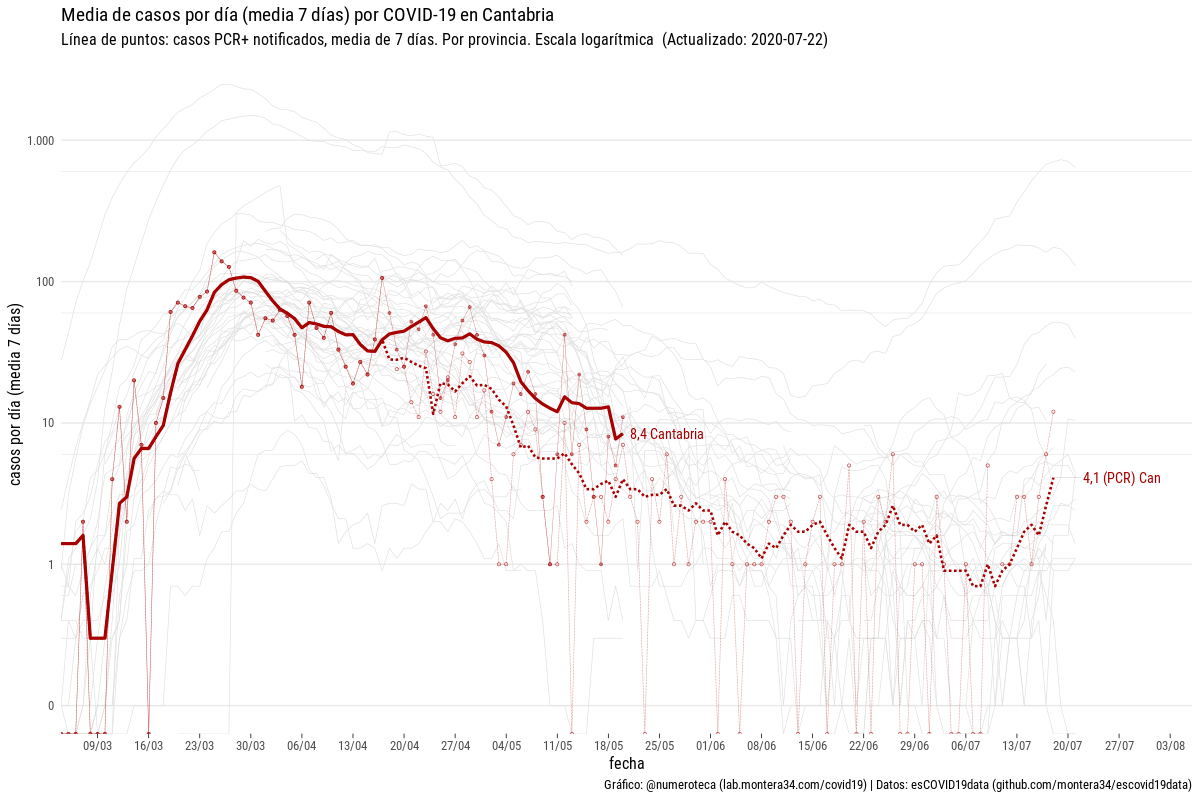 Media de casos por día (media 7 días) por COVID-19 en Cantabria
Línea de puntos: casos PCR+ notificados, media de 7 días. Por provincia. Escala logarítmica  (Actualizado: 2020-07-22)
casos por día (media 7 días)
1.000
100
10
1
0
8,4 Cantabria
4,1 (PCR) Can
09/03 16/03 23/03 30/03 06/04 13/04 20/04 27/04 04/05 11/05 18/05 25/05 01/06 08/06 15/06 22/06 29/06 06/07 13/07 20/07 27/07 03/08
fecha
Gráfico: @numeroteca (lab.montera34.com/covid19) | Datos: esCOVID19data (github.com/montera34/escovid19data)